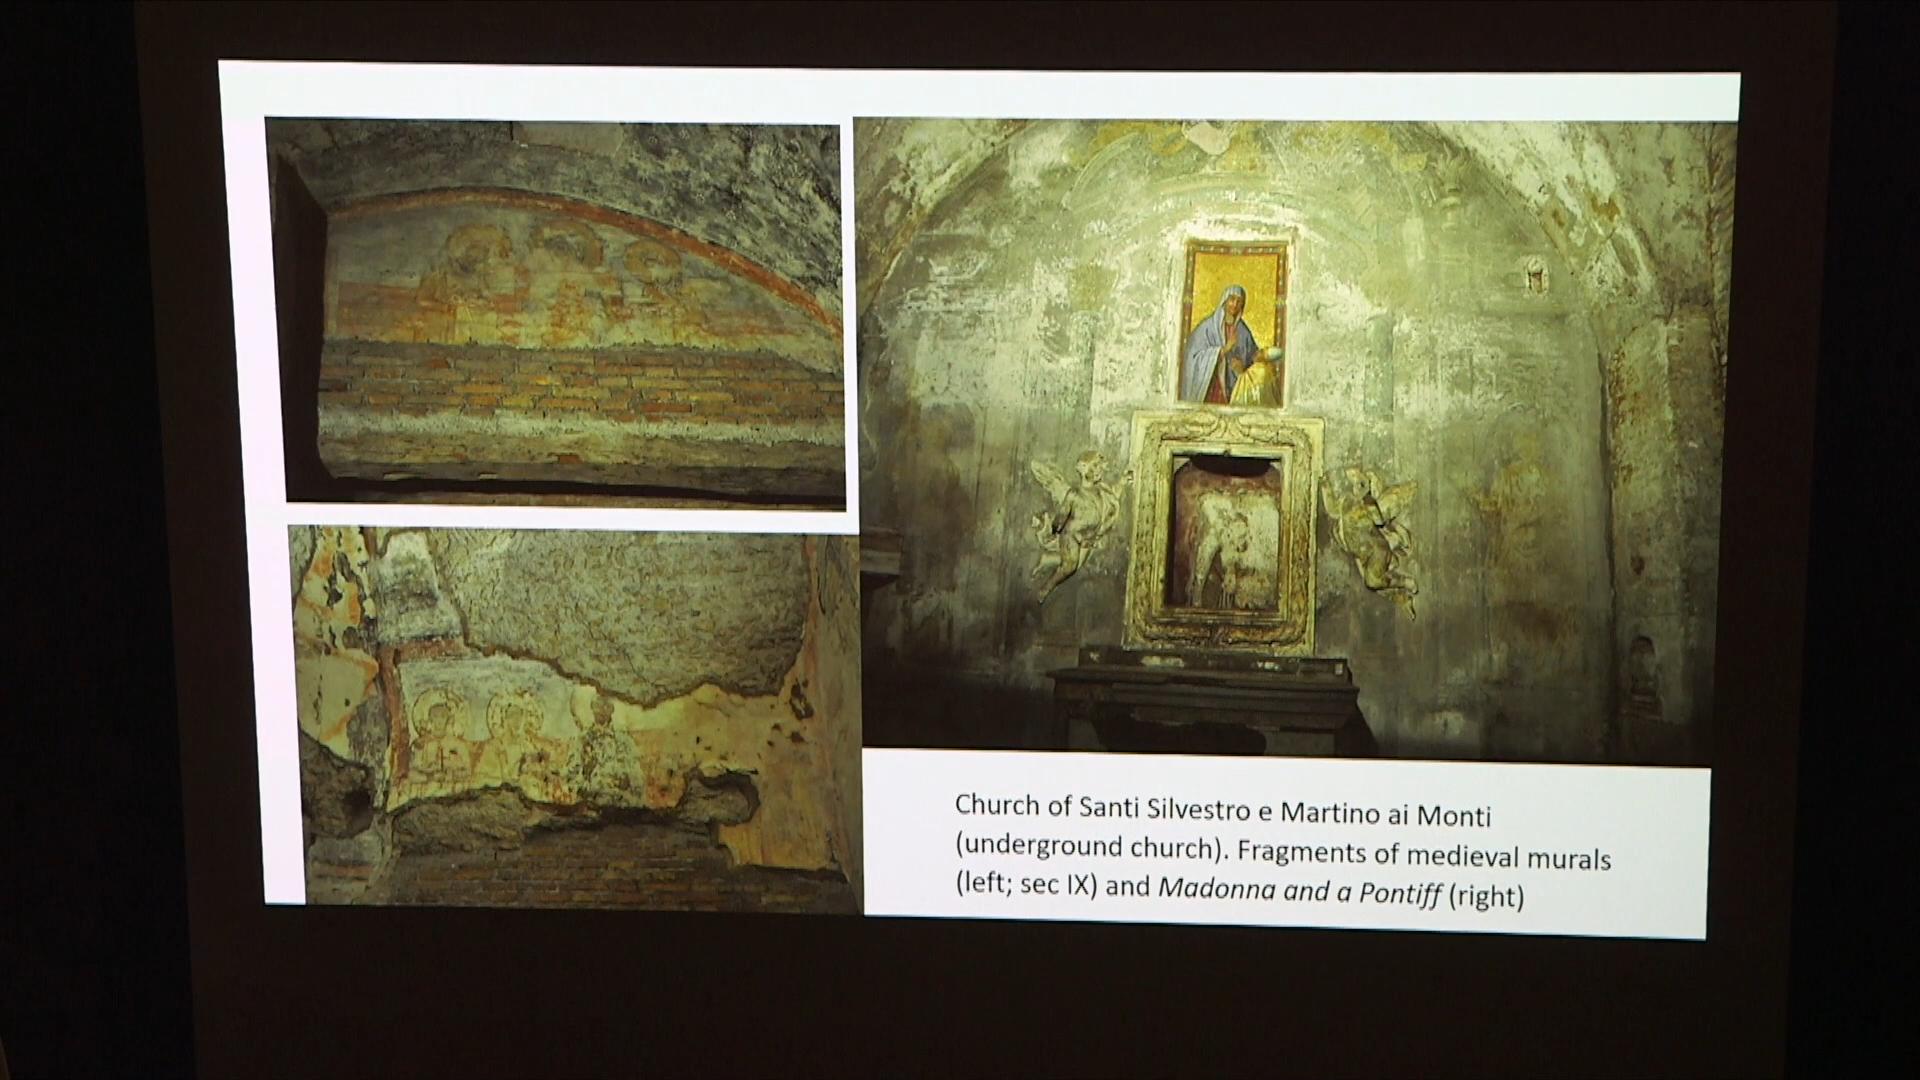 Church of Santi Silvestro e Martino ai Monti
(underground church). Fragments of medieval murals
(left; sec IX) and Madonna and a Pontiff (right)